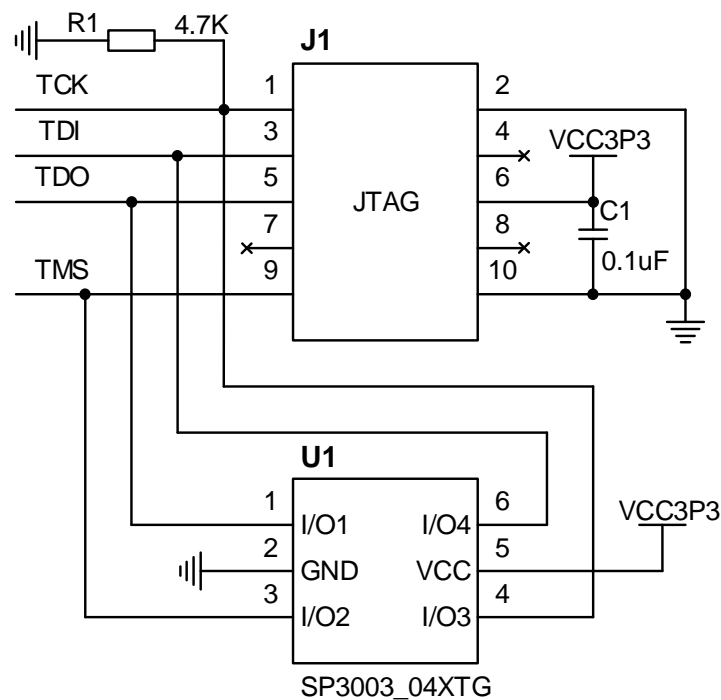 R1 4.7K
J1
TCK 1 2
TDI 3 4 VCC3P3
TDO 5 6
JTAG C1
7 8
TMS 9 10 0.1uF
U1
1 I/O1 I/O4 6 VCC3P3
2 GND VCC 5
3 I/O2 I/O3 4
SP3003_04XTG